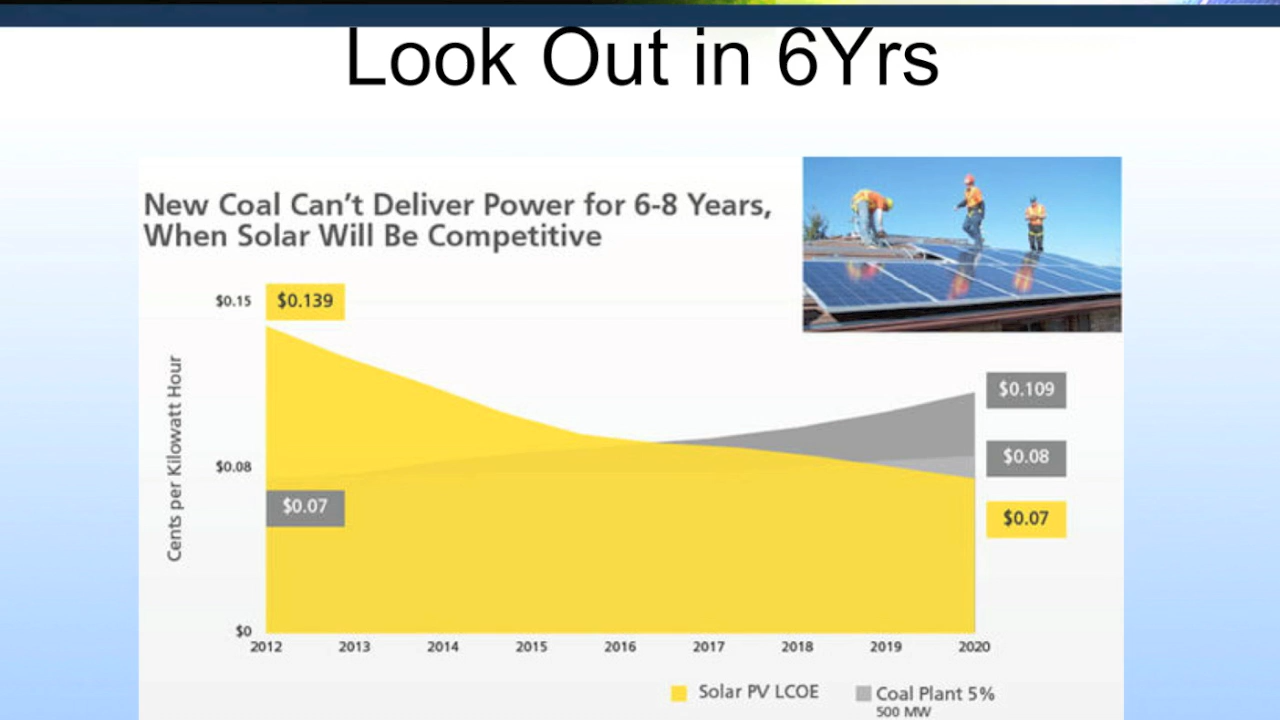 Look Out in 6Yrs
New Coal Can't Deliver Power for 6-8 Years,
When Solar Will Be Competitive
$0.15
$0.139
Cents per Kilowatt Hour
$0.109
$0.08
$0.08
$0.07
$0.07
$0
2012 2013 2014 2015 2016 2017 2018 2019 2020
Solar PV LCOE
Coal Plant 5%
500 MW